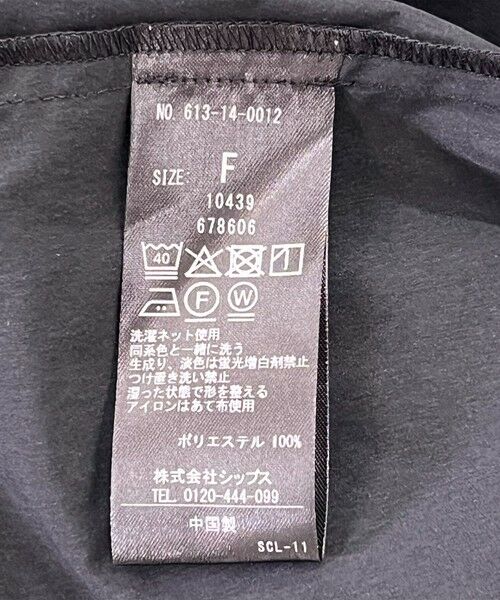 NO. 613-14-0012
SIZE: F
10439
678606
40
F W
洗濯ネット使用
同系色と一緒に洗う
生成り、淡色は蛍光増白剤禁止
つけ置き洗い禁止
湿った状態で形を整える
アイロンはあて布使用
ポリエステル 100%
株式会社シップス
TEL. 0120-444-099
中国製
SCL-11